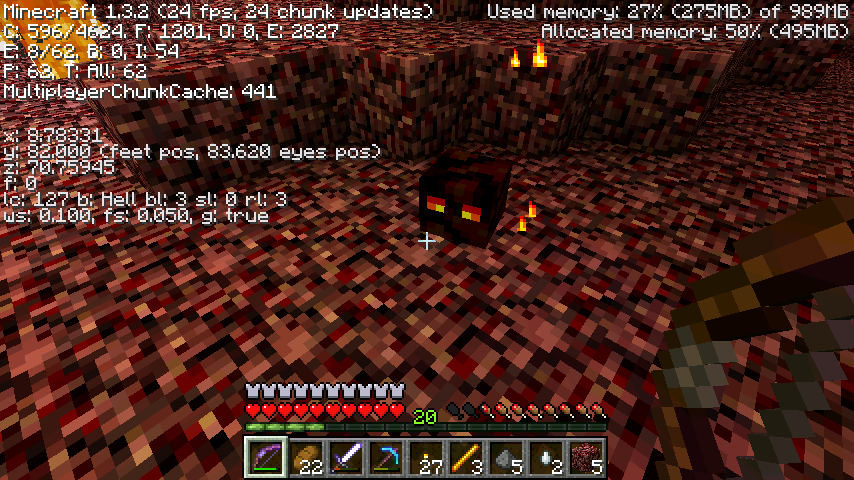 Minecraft 1.3.2 (24 fps, 24 chunk updates)
Used memory: 27% (275MB) of 989MB
C: 596/4624, F: 1201, O: 0, E: 2827
Allocated memory: 50% (495MB)
E: 8/62, B: 0, I: 54
P: 62, T: All: 62
MultiplayerChunkCache: 441
x: 8.78331
y: 82.000 (feet pos, 83.620 eyes pos)
z: 70.75945
f: 0
lc: 127 b: Hell bl: 3 sl: 0 rl: 3
ws: 0.100, fs: 0.050, g: true
20
22 27 3 5 2 5